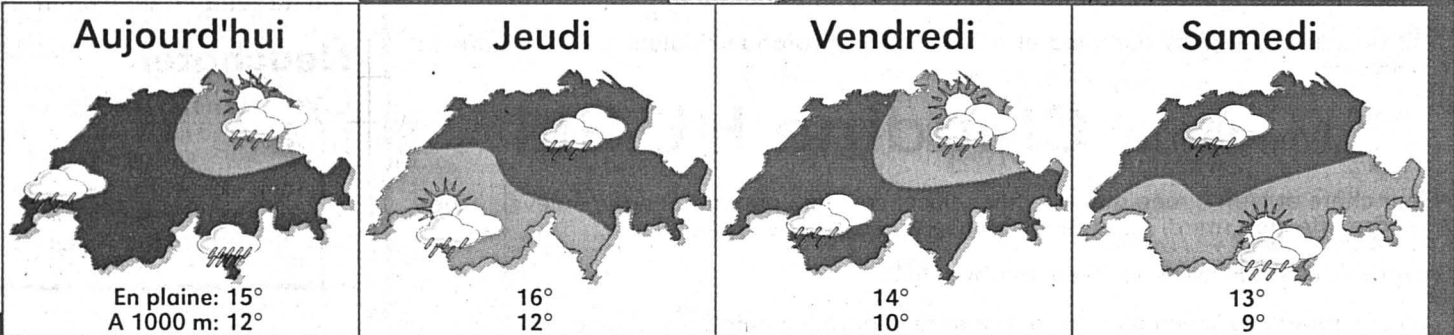 Aujourd'hui
En plaine: 15°
A 1000 m: 12°
Jeudi
16°
12°
Vendredi
14°
10°
Samedi
13°
9°